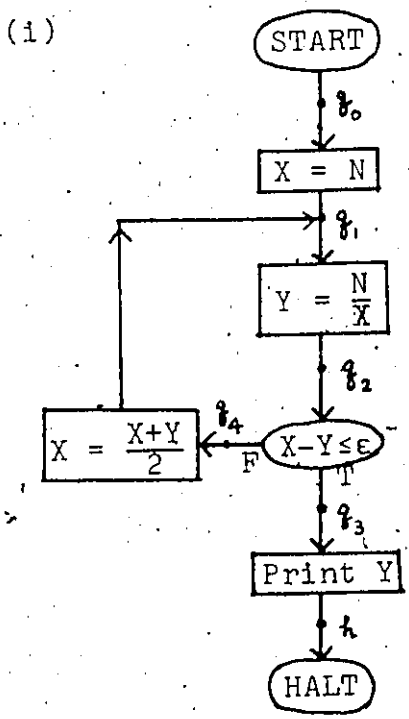 (i)
START
q₀
X = N
q₁
Y = N/X
q₂
X-Y≤ε
F
T
q₄
X = X+Y/2
q₃
Print Y
h
HALT